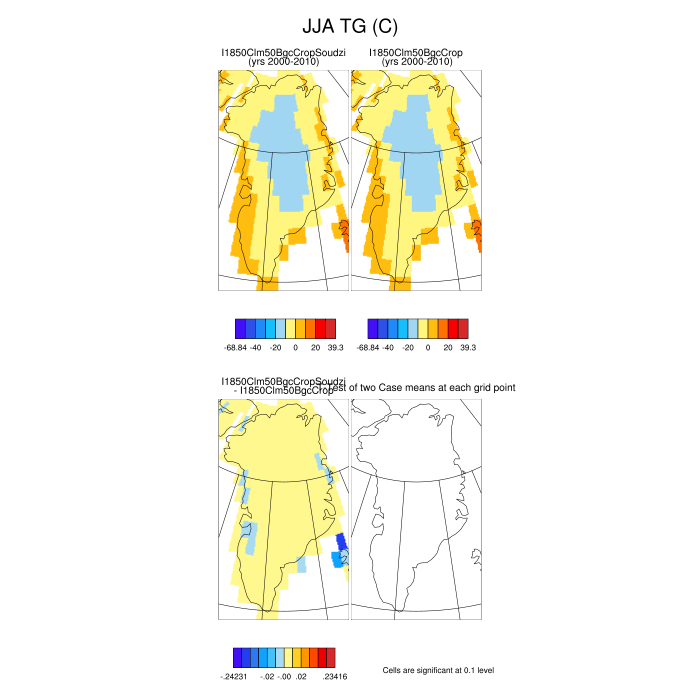 JJA TG (C)
I1850Clm50BgcCropSoudzi
(yrs 2000-2010)
I1850Clm50BgcCrop
(yrs 2000-2010)
-68.84 -40 -20 0 20 39.3
-68.84 -40 -20 0 20 39.3
I1850Clm50BgcCropSoudzi
- I1850Clm50BgcCrop
Test of two Case means at each grid point
-.24231 -.02 -.00 .02 .23416
Cells are significant at 0.1 level